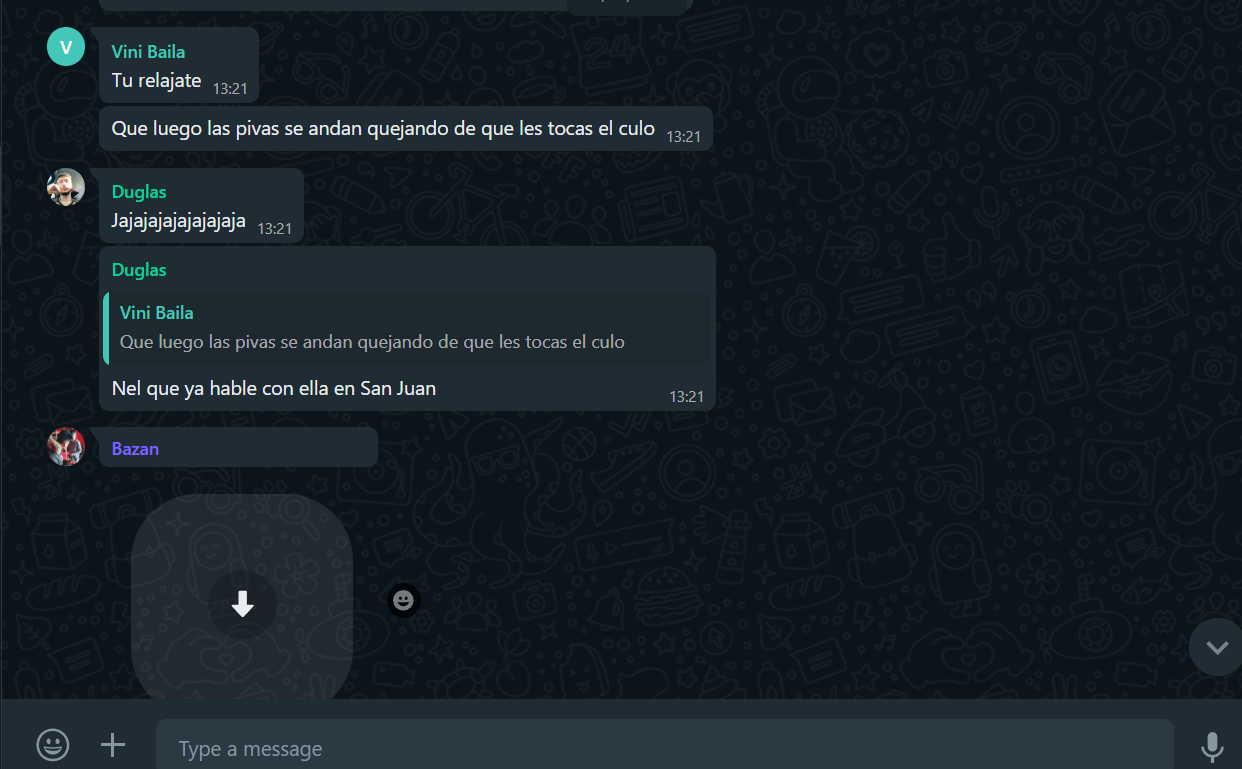 V
Vini Baila
Tu relajate 13:21
Que luego las pivas se andan quejando de que les tocas el culo 13:21
Duglas
Jajajajajajajajaja 13:21
Duglas
Vini Baila
Que luego las pivas se andan quejando de que les tocas el culo
Nel que ya hable con ella en San Juan 13:21
Bazan
Type a message